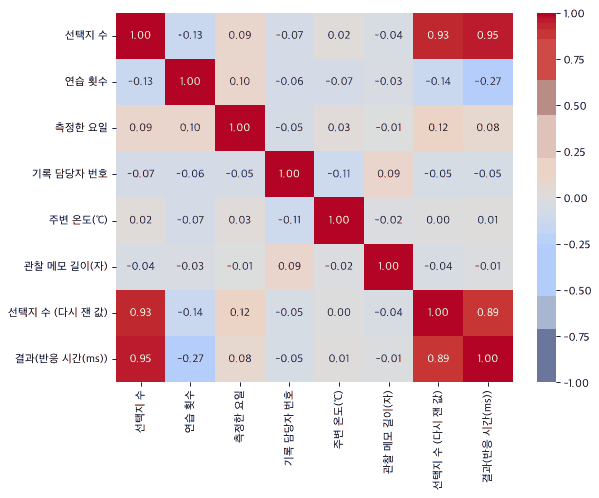 선택지 수 1.00 -0.13 0.09 -0.07 0.02 -0.04 0.93 0.95
연습 횟수 -0.13 1.00 0.10 -0.06 -0.07 -0.03 -0.14 -0.27
측정한 요일 0.09 0.10 1.00 -0.05 0.03 -0.01 0.12 0.08
기록 담당자 번호 -0.07 -0.06 -0.05 1.00 -0.11 0.09 -0.05 -0.05
주변 온도(℃) 0.02 -0.07 0.03 -0.11 1.00 -0.02 0.00 0.01
관찰 메모 길이(자) -0.04 -0.03 -0.01 0.09 -0.02 1.00 -0.04 -0.01
선택지 수 (다시 잰 값) 0.93 -0.14 0.12 -0.05 0.00 -0.04 1.00 0.89
결과(반응 시간(ms)) 0.95 -0.27 0.08 -0.05 0.01 -0.01 0.89 1.00
선택지 수
연습 횟수
측정한 요일
기록 담당자 번호
주변 온도(℃)
관찰 메모 길이(자)
선택지 수 (다시 잰 값)
결과(반응 시간(ms))
1.00
0.75
0.50
0.25
0.00
-0.25
-0.50
-0.75
-1.00